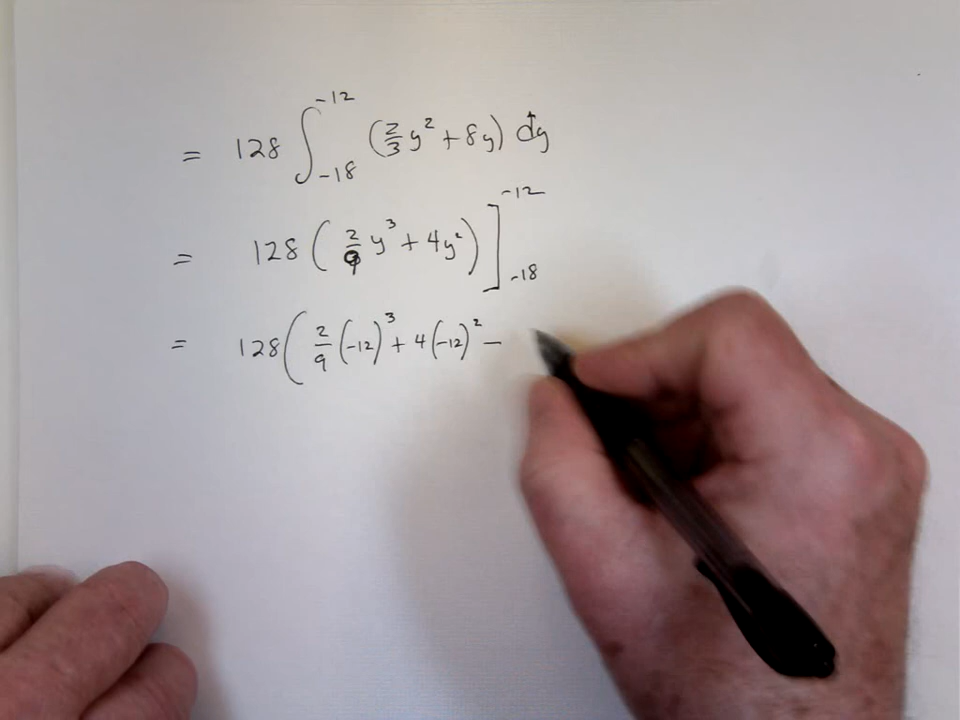 = 128 ∫_{-18}^{-12} (2/3 y² + 8y) dy
= 128 (2/9 y³ + 4y²) ]_{-18}^{-12}
= 128 ( 2/9 (-12)³ + 4(-12)² -